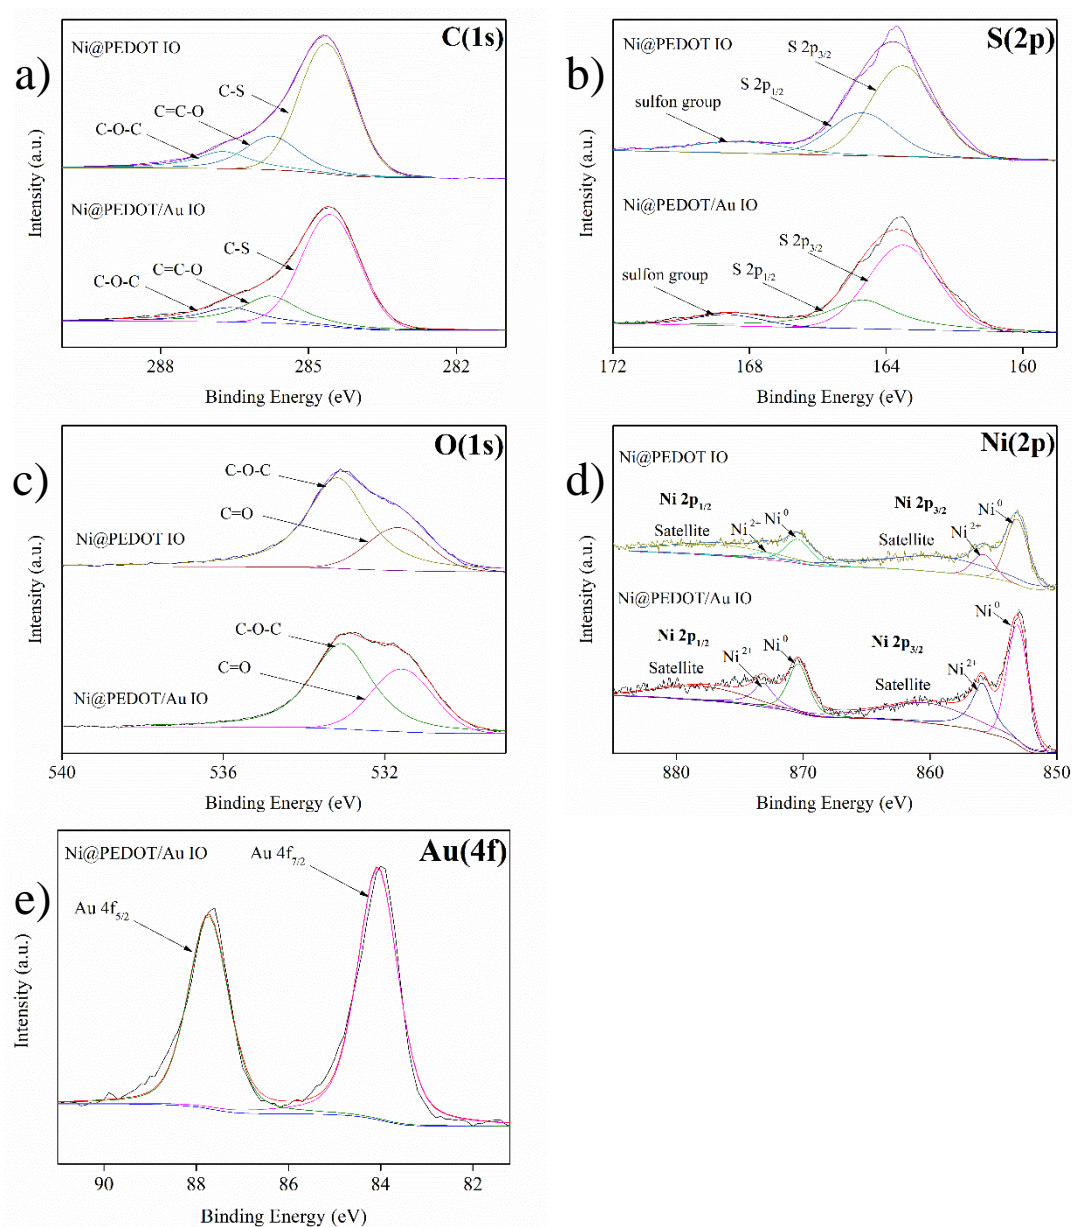 a)
C(1s)
Ni@PEDOT IO
C-S
C=C-O
C-O-C
Ni@PEDOT/Au IO
C-S
C=C-O
C-O-C
Intensity (a.u.)
288 285 282
Binding Energy (eV)
b)
S(2p)
Ni@PEDOT IO
S 2p3/2
S 2p1/2
sulfon group
Ni@PEDOT/Au IO
S 2p3/2
S 2p1/2
sulfon group
Intensity (a.u.)
172 168 164 160
Binding Energy (eV)
c)
O(1s)
C-O-C
C=O
Ni@PEDOT IO
C-O-C
C=O
Ni@PEDOT/Au IO
Intensity (a.u.)
540 536 532
Binding Energy (eV)
d)
Ni(2p)
Ni@PEDOT IO
Ni 2p1/2
Ni 2p3/2
Satellite
Ni2+
Ni0
Satellite
Ni2+
Ni0
Ni@PEDOT/Au IO
Ni 2p1/2
Ni 2p3/2
Satellite
Ni2+
Ni0
Satellite
Ni2+
Ni0
Intensity (a.u.)
880 870 860 850
Binding Energy (eV)
e)
Au(4f)
Ni@PEDOT/Au IO
Au 4f7/2
Au 4f5/2
Intensity (a.u.)
90 88 86 84 82
Binding Energy (eV)